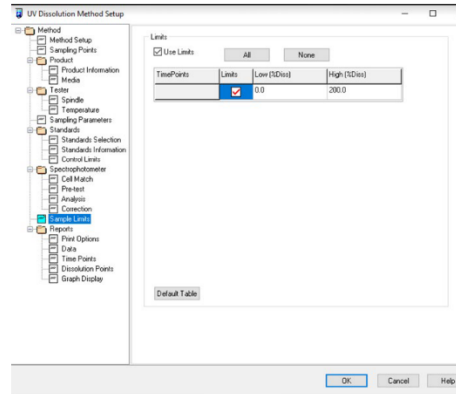 UV Dissolution Method Setup
Method
Method Setup
Sampling Points
Product
Product Information
Media
Tester
Spindle
Temperature
Sampling Parameters
Standards
Standards Selection
Standards Information
Control Limits
Spectrophotometer
Cell Match
Pre-test
Analysis
Correction
Sample Limits
Reports
Print Options
Data
Time Points
Dissolution Points
Graph Display
Limits
Use Limits
All
None
TimePoints Limits Low (%Diss) High (%Diss)
0.0 200.0
Default Table
OK Cancel Help